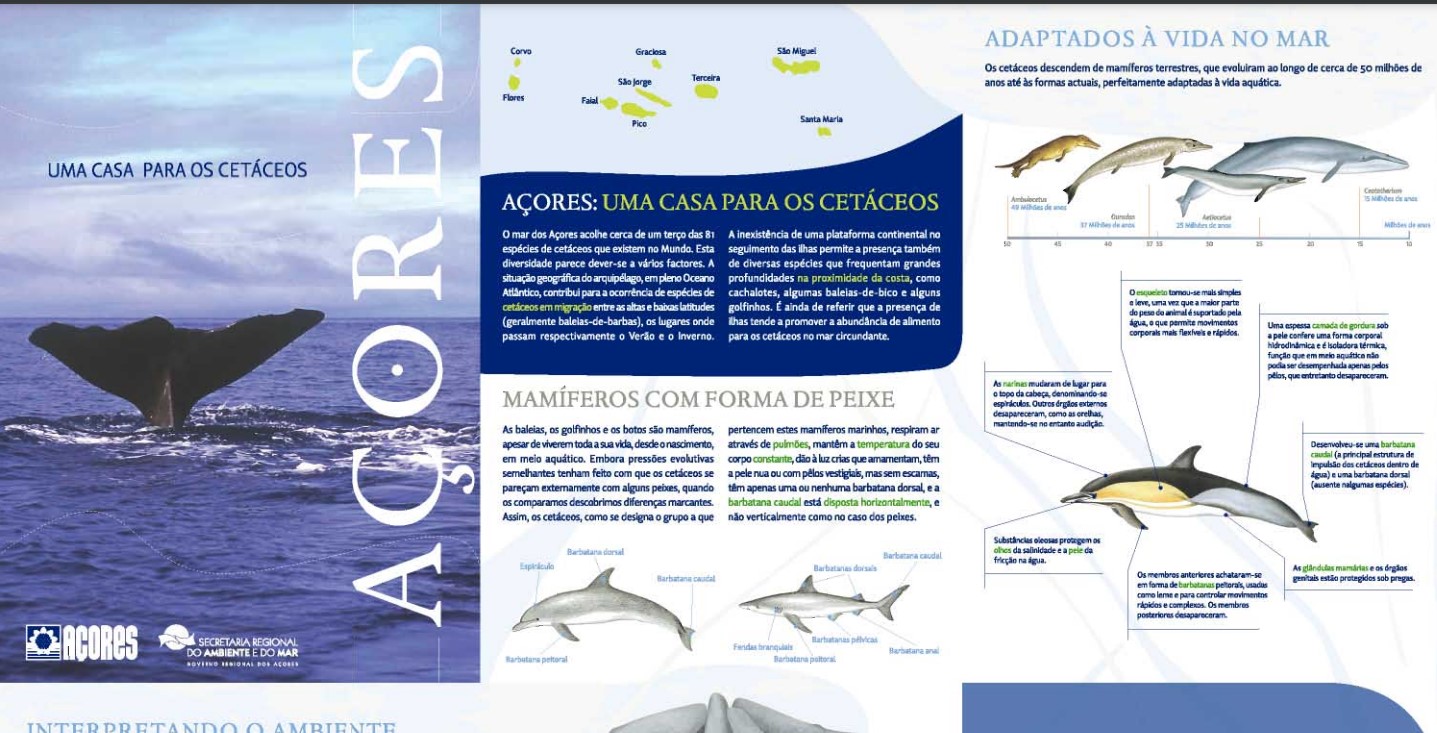 UMA CASA PARA OS CETÁCEOS
AÇORES
AÇORES
SECRETARIA REGIONAL
DO AMBIENTE E DO MAR
GOVERNO REGIONAL DOS AÇORES
Corvo
Flores
Graciosa
São Jorge
Terceira
Faial
Pico
São Miguel
Santa Maria
AÇORES: UMA CASA PARA OS CETÁCEOS
O mar dos Açores acolhe cerca de um terço das 81
espécies de cetáceos que existem no Mundo. Esta
diversidade parece dever-se a vários factores. A
situação geográfica do arquipélago, em pleno Oceano
Atlântico, contribui para a ocorrência de espécies de
cetáceos em migração entre as altas e baixas latitudes
(geralmente baleias-de-barbas), os lugares onde
passam respectivamente o Verão e o Inverno.
A inexistência de uma plataforma continental no
seguimento das ilhas permite a presença também
de diversas espécies que frequentam grandes
profundidades na proximidade da costa, como
cachalotes, algumas baleias-de-bico e alguns
golfinhos. É ainda de referir que a presença de
ilhas tende a promover a abundância de alimento
para os cetáceos no mar circundante.
MAMÍFEROS COM FORMA DE PEIXE
As baleias, os golfinhos e os botos são mamíferos,
apesar de viverem toda a sua vida, desde o nascimento,
em meio aquático. Embora pressões evolutivas
semelhantes tenham feito com que os cetáceos se
pareçam externamente com alguns peixes, quando
os comparamos descobrimos diferenças marcantes.
Assim, os cetáceos, como se designa o grupo a que
pertencem estes mamíferos marinhos, respiram ar
através de pulmões, mantêm a temperatura do seu
corpo constante, dão à luz crias que amamentam, têm
a pele nua ou com pêlos vestigiais, mas sem escamas,
têm apenas uma ou nenhuma barbatana dorsal, e a
barbatana caudal está disposta horizontalmente, e
não verticalmente como no caso dos peixes.
Espiráculo
Barbatana dorsal
Barbatana caudal
Barbatana peitoral
Barbatanas dorsais
Barbatana caudal
Fendas branquiais
Barbatana peitoral
Barbatanas pélvicas
Barbatana anal
ADAPTADOS À VIDA NO MAR
Os cetáceos descendem de mamíferos terrestres, que evoluíram ao longo de cerca de 50 milhões de
anos até às formas actuais, perfeitamente adaptadas à vida aquática.
Ambulocetus
49 Milhões de anos
Dorudon
37 Milhões de anos
Aetiocetus
25 Milhões de anos
Cetotherium
15 Milhões de anos
Milhões de anos
50 45 40 37 35 30 25 20 15 10
O esqueleto tornou-se mais simples
e leve, uma vez que a maior parte
do peso do animal é suportado pela
água, o que permite movimentos
corporais mais flexíveis e rápidos.
Uma espessa camada de gordura sob
a pele confere uma forma corporal
hidrodinâmica e é isoladora térmica,
função que em meio aquático não
podia ser desempenhada apenas pelos
pêlos, que entretanto desapareceram.
As narinas mudaram de lugar para
o topo da cabeça, denominando-se
espiráculos. Outros órgãos externos
desapareceram, como as orelhas,
mantendo-se no entanto audição.
Desenvolveu-se uma barbatana
caudal (a principal estrutura de
impulsão dos cetáceos dentro de
água) e uma barbatana dorsal
(ausente nalgumas espécies).
Substâncias oleosas protegem os
olhos da salinidade e a pele da
fricção na água.
Os membros anteriores achataram-se
em forma de barbatanas peitorais, usadas
como leme e para controlar movimentos
rápidos e complexos. Os membros
posteriores desapareceram.
As glândulas mamárias e os órgãos
genitais estão protegidos sob pregas.
INTERPRETANDO O AMBIENTE